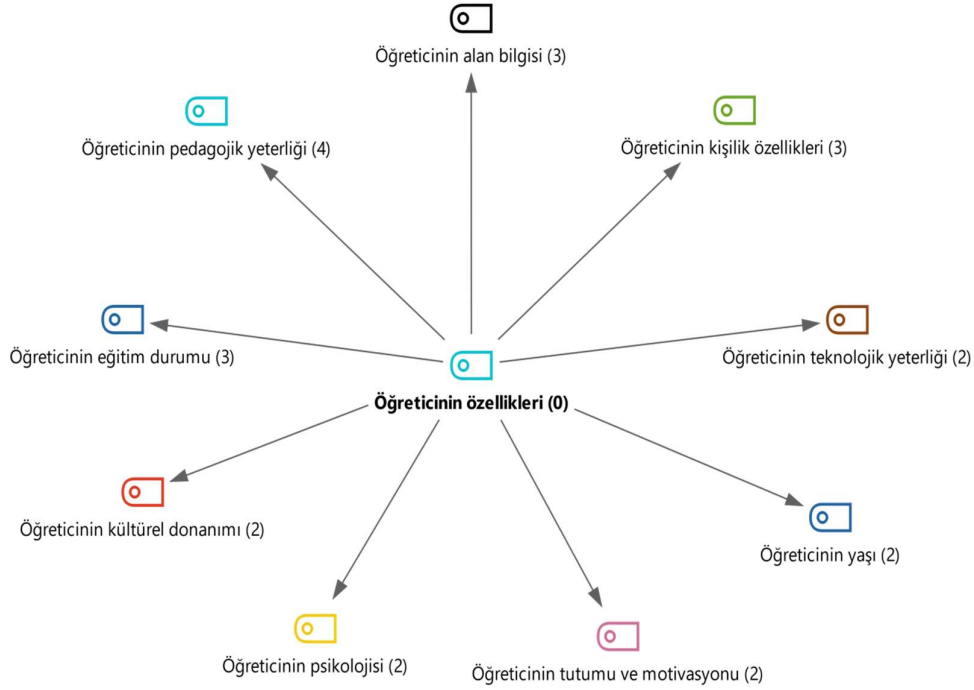 Öğreticinin alan bilgisi (3)
Öğreticinin pedagojik yeterliği (4)
Öğreticinin kişilik özellikleri (3)
Öğreticinin eğitim durumu (3)
Öğreticinin teknolojik yeterliği (2)
Öğreticinin özellikleri (0)
Öğreticinin kültürel donanımı (2)
Öğreticinin yaşı (2)
Öğreticinin psikolojisi (2)
Öğreticinin tutumu ve motivasyonu (2)